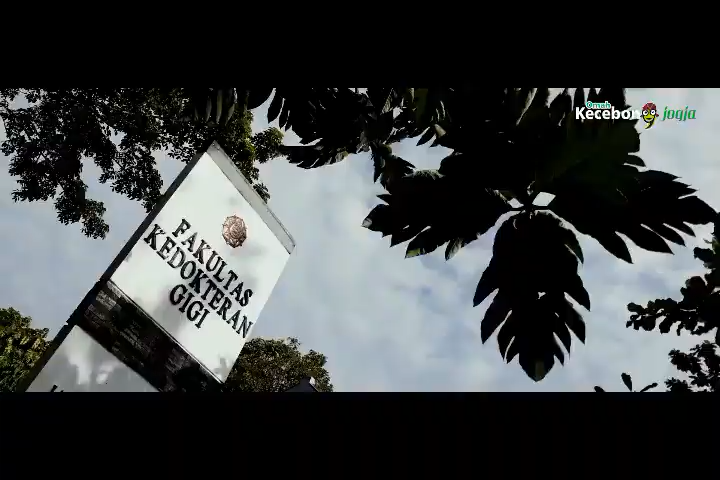 Omah
Kecebong jogja
FAKULTAS
KEDOKTERAN
GIGI